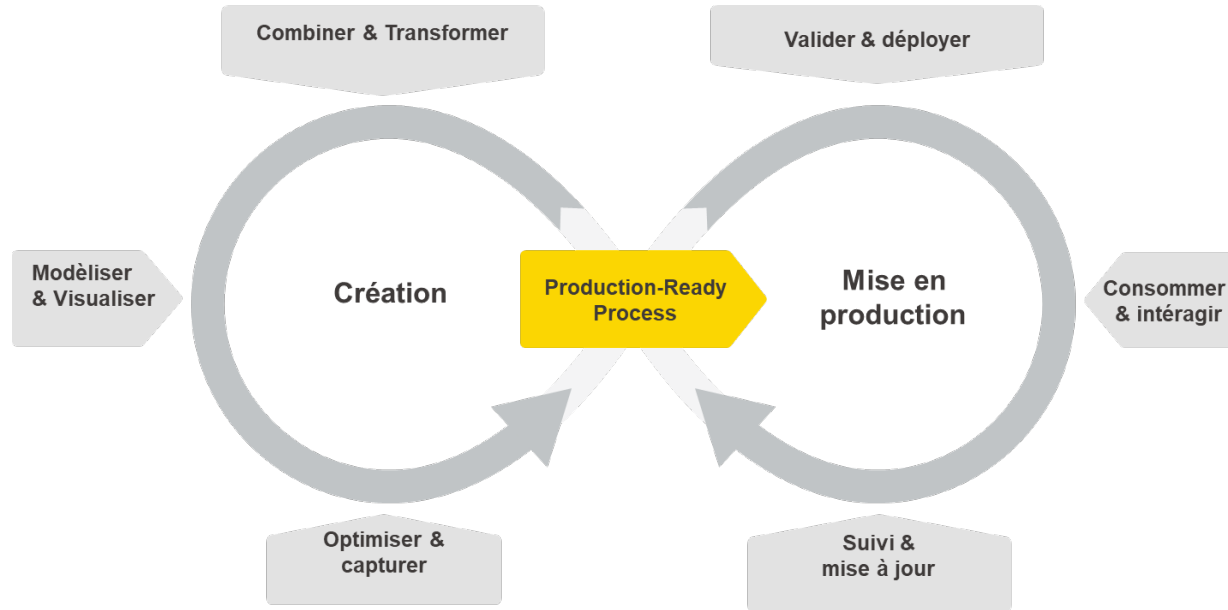 Combiner & Transformer
Valider & déployer
Modèliser
& Visualiser
Création
Production-Ready
Process
Mise en
production
Consommer
& intéragir
Optimiser &
capturer
Suivi &
mise à jour